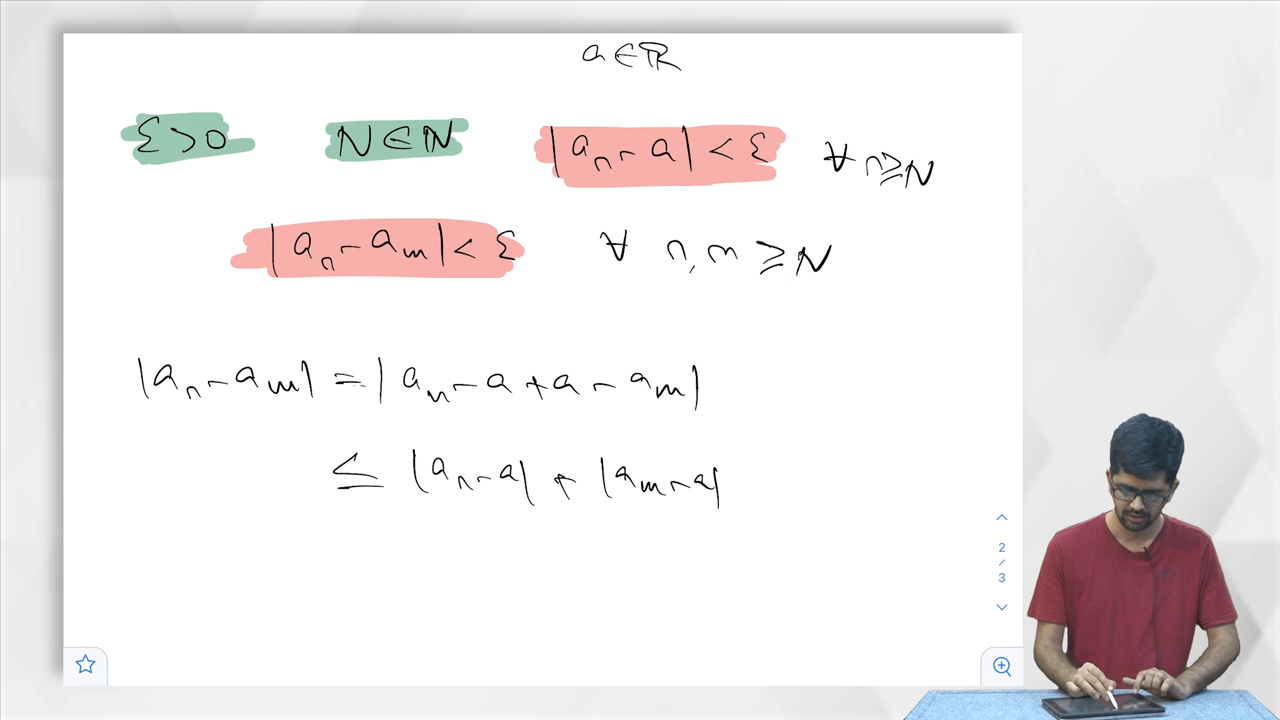 a ∈ ℝ
ε > 0 N ∈ ℕ |aₙ - a| < ε ∀ n ≥ N
|aₙ - aₘ| < ε ∀ n, m ≥ N
|aₙ - aₘ| = |aₙ - a + a - aₘ|
≤ |aₙ - a| + |aₘ - a|
2
/
3